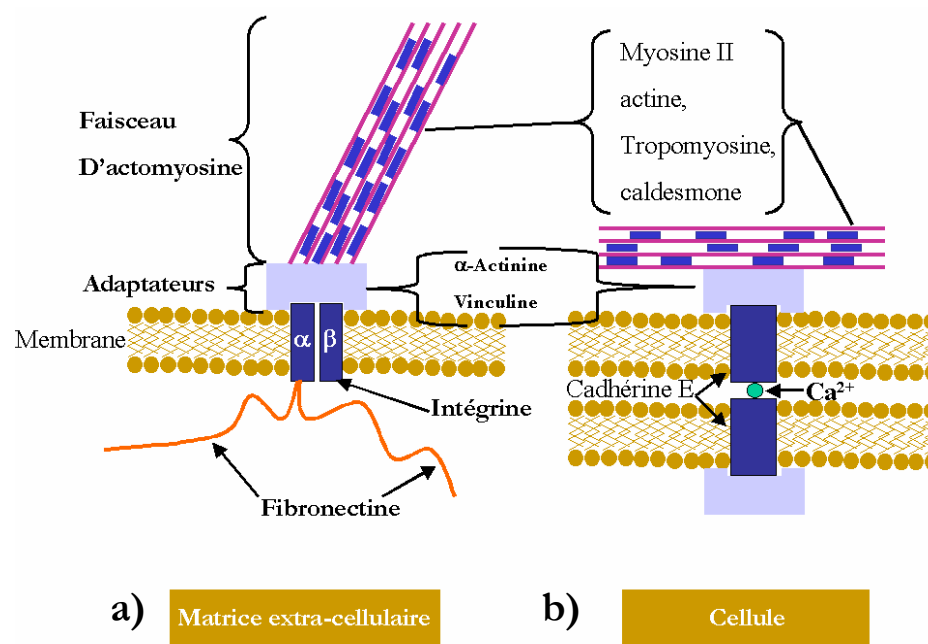 Faisceau
D'actomyosine
Myosine II
actine,
Tropomyosine,
caldesmone
Adaptateurs
α-Actinine
Vinculine
Membrane
α
β
Intégrine
Fibronectine
Cadhérine E
Ca²⁺
a)
Matrice extra-cellulaire
b)
Cellule